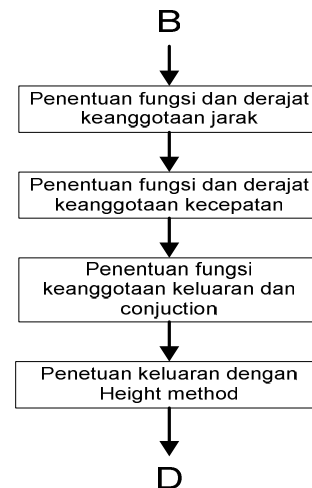 B
Penentuan fungsi dan derajat
keanggotaan jarak
Penentuan fungsi dan derajat
keanggotaan kecepatan
Penentuan fungsi
keanggotaan keluaran dan
conjuction
Penetuan keluaran dengan
Height method
D